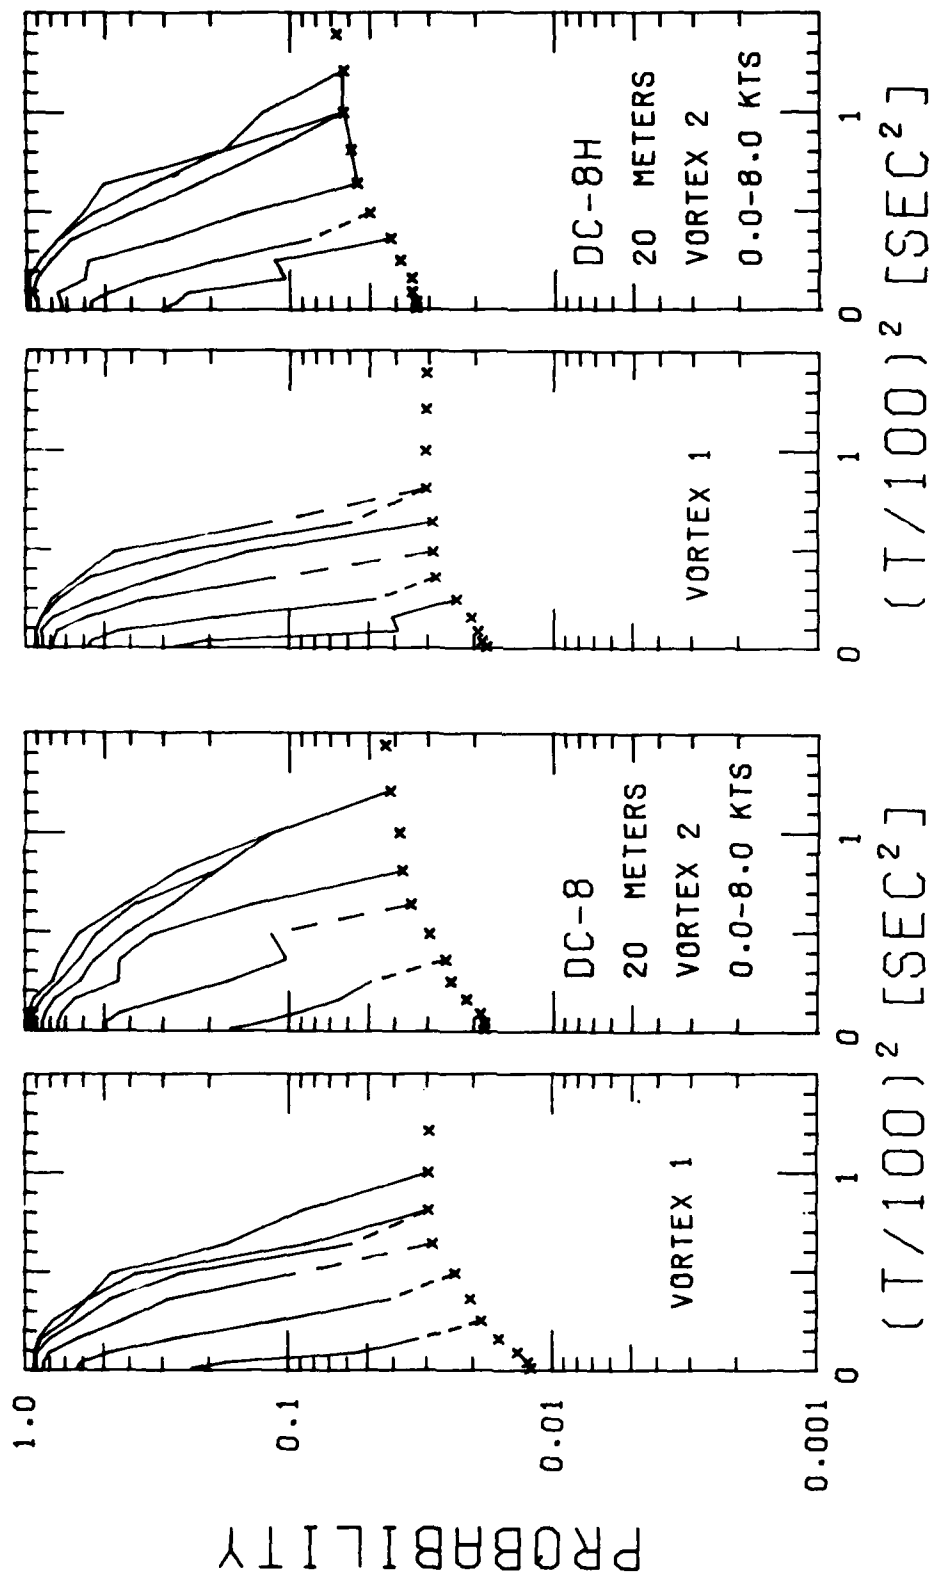 PROBABILITY
1.0
0.1
0.01
0.001
VORTEX 1
0 1
DC-8
20 METERS
VORTEX 2
0.0-8.0 KTS
0 1
(T/100)² [SEC²]
VORTEX 1
0 1
DC-8H
20 METERS
VORTEX 2
0.0-8.0 KTS
0 1
(T/100)² [SEC²]